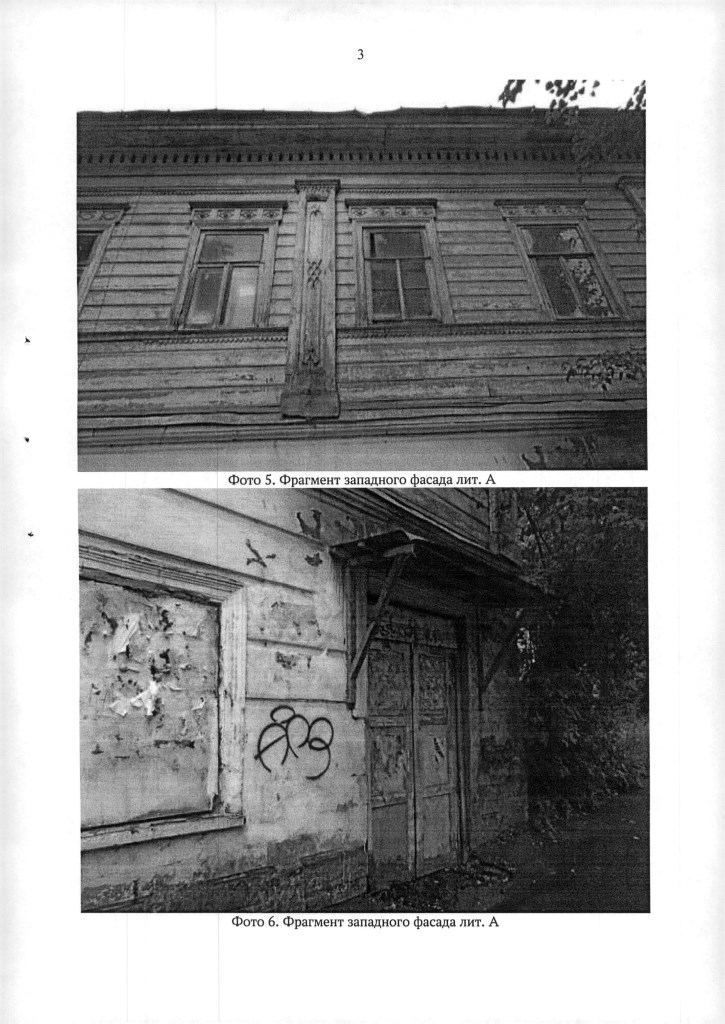 3
Фото 5. Фрагмент западного фасада лит. А
Фото 6. Фрагмент западного фасада лит. А